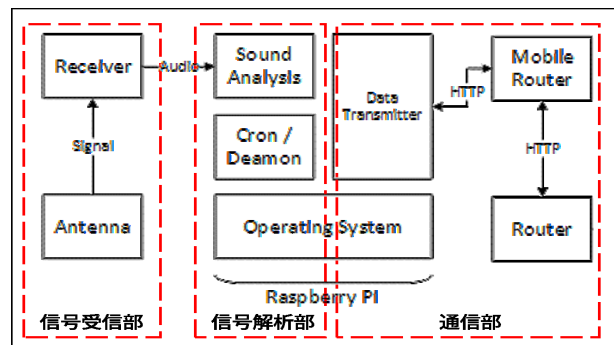 Receiver
Audio
Signal
Antenna
Sound
Analysis
Cron /
Deamon
Operating System
Data
Transmitter
HTTP
Mobile
Router
HTTP
Router
Raspberry PI
信号受信部
信号解析部
通信部